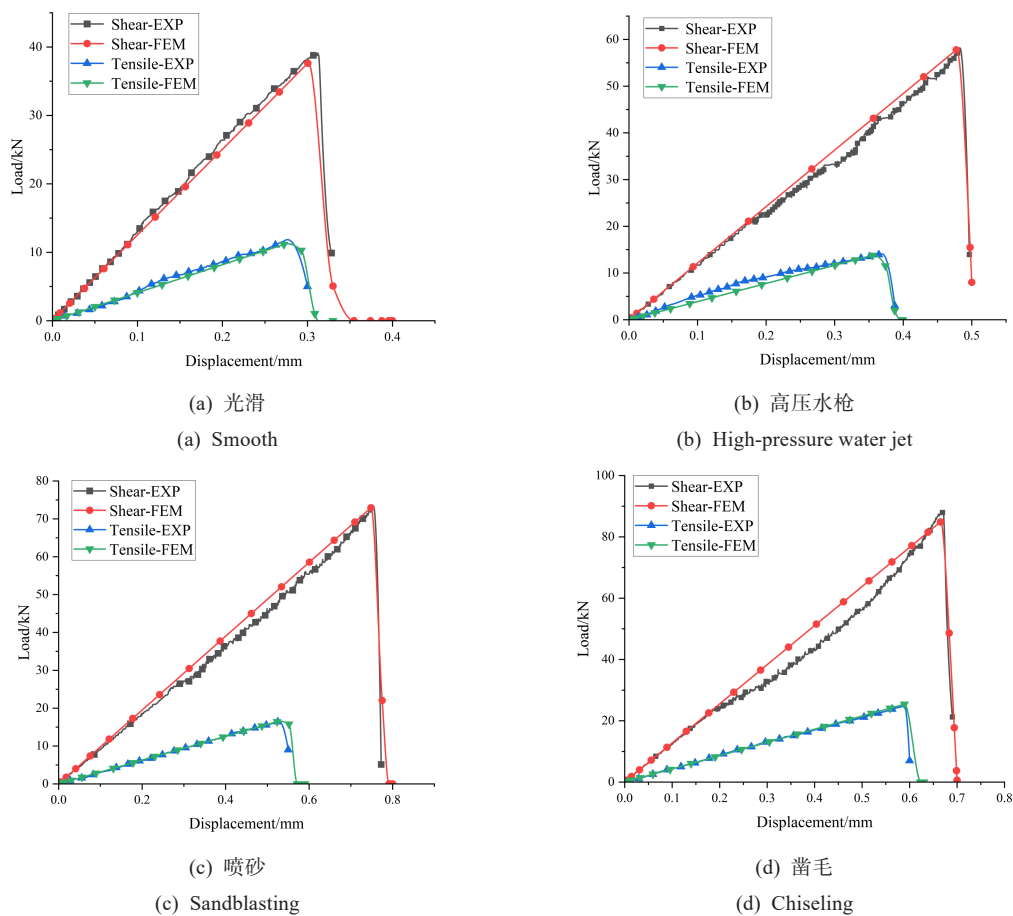 Shear-EXP
Shear-FEM
Tensile-EXP
Tensile-FEM
40
30
20
10
0
Load/kN
0.0 0.1 0.2 0.3 0.4
Displacement/mm
(a) 光滑
(a) Smooth
Shear-EXP
Shear-FEM
Tensile-EXP
Tensile-FEM
60
50
40
30
20
10
0
Load/kN
0.0 0.1 0.2 0.3 0.4 0.5
Displacement/mm
(b) 高压水枪
(b) High-pressure water jet
Shear-EXP
Shear-FEM
Tensile-EXP
Tensile-FEM
80
70
60
50
40
30
20
10
0
Load/kN
0.0 0.2 0.4 0.6 0.8
Displacement/mm
(c) 喷砂
(c) Sandblasting
Shear-EXP
Shear-FEM
Tensile-EXP
Tensile-FEM
100
80
60
40
20
0
Load/kN
0.0 0.1 0.2 0.3 0.4 0.5 0.6 0.7 0.8
Displacement/mm
(d) 凿毛
(d) Chiseling